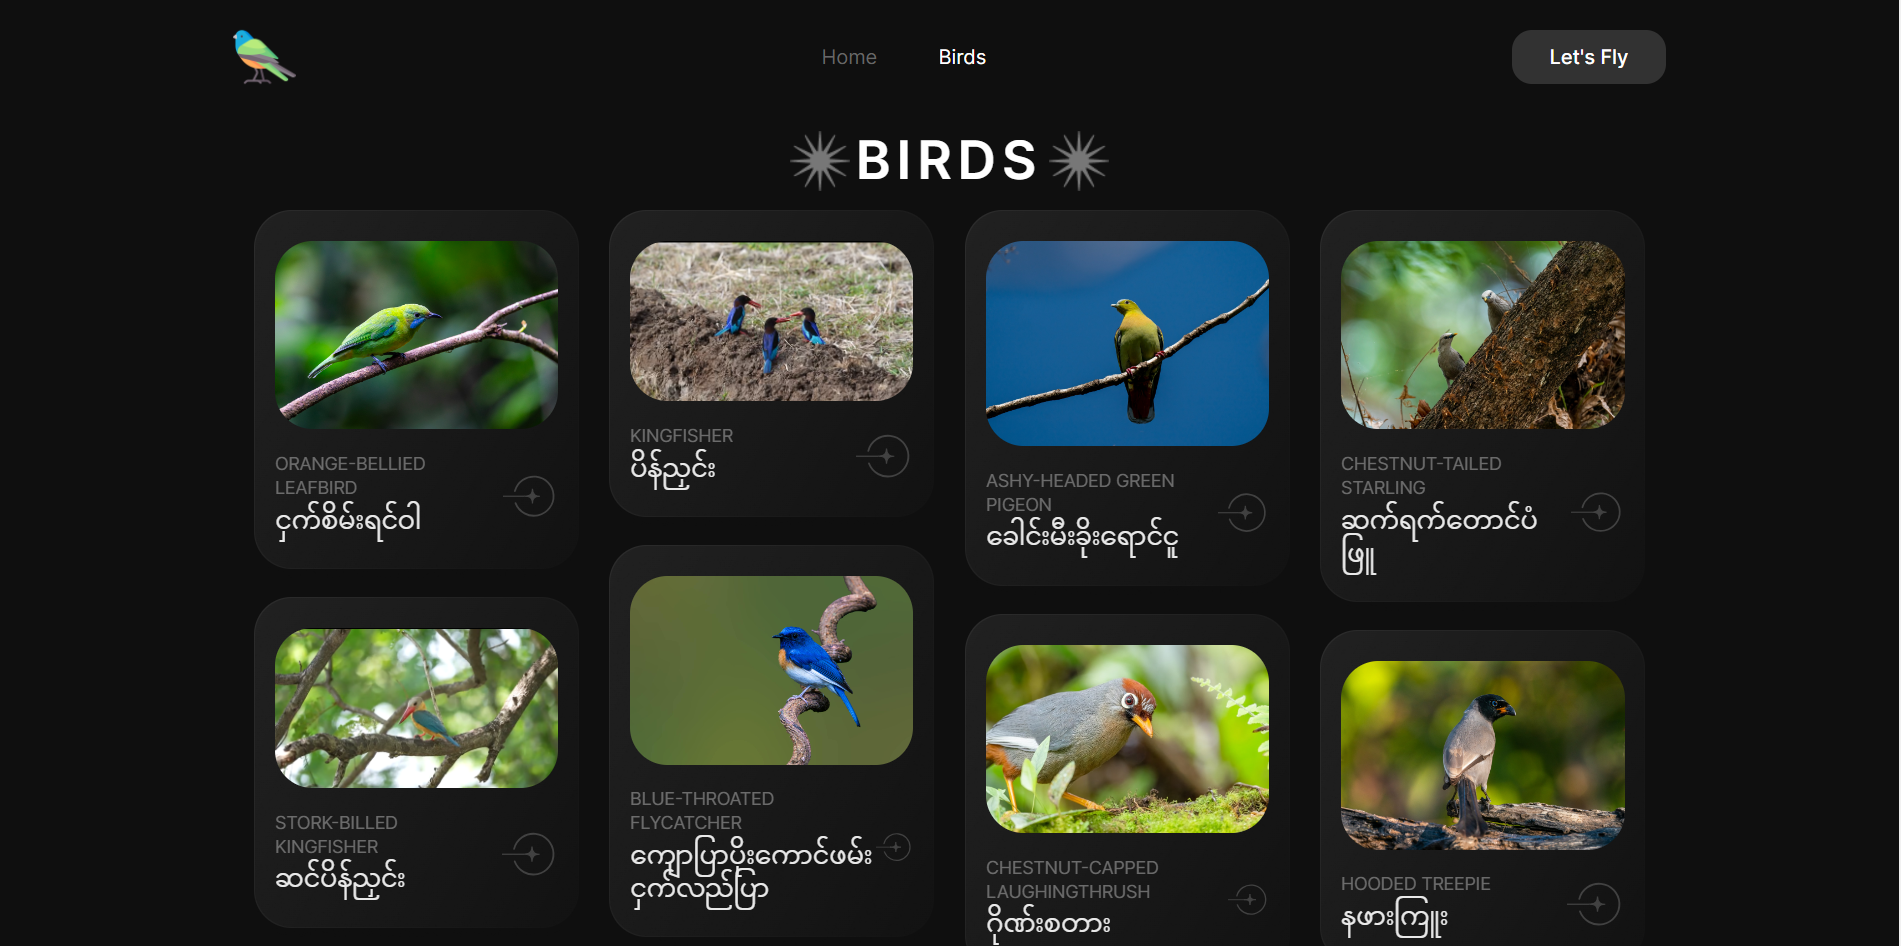 Home
Birds
Let's Fly
BIRDS
ORANGE-BELLIED
LEAFBIRD
ငှက်စိမ်းရင်ဝါ
KINGFISHER
ပိန်ညှင်း
ASHY-HEADED GREEN
PIGEON
ခေါင်းမီးခိုးရောင်ငူ
CHESTNUT-TAILED
STARLING
ဆက်ရက်တောင်ပံ
ဖြူ
STORK-BILLED
KINGFISHER
ဆင်ပိန်ညှင်း
BLUE-THROATED
FLYCATCHER
ကျောပြာပိုးကောင်ဖမ်း
ငှက်လည်ပြာ
CHESTNUT-CAPPED
LAUGHINGTHRUSH
ဂိုဏ်းစတား
HOODED TREEPIE
နဖားကြူး